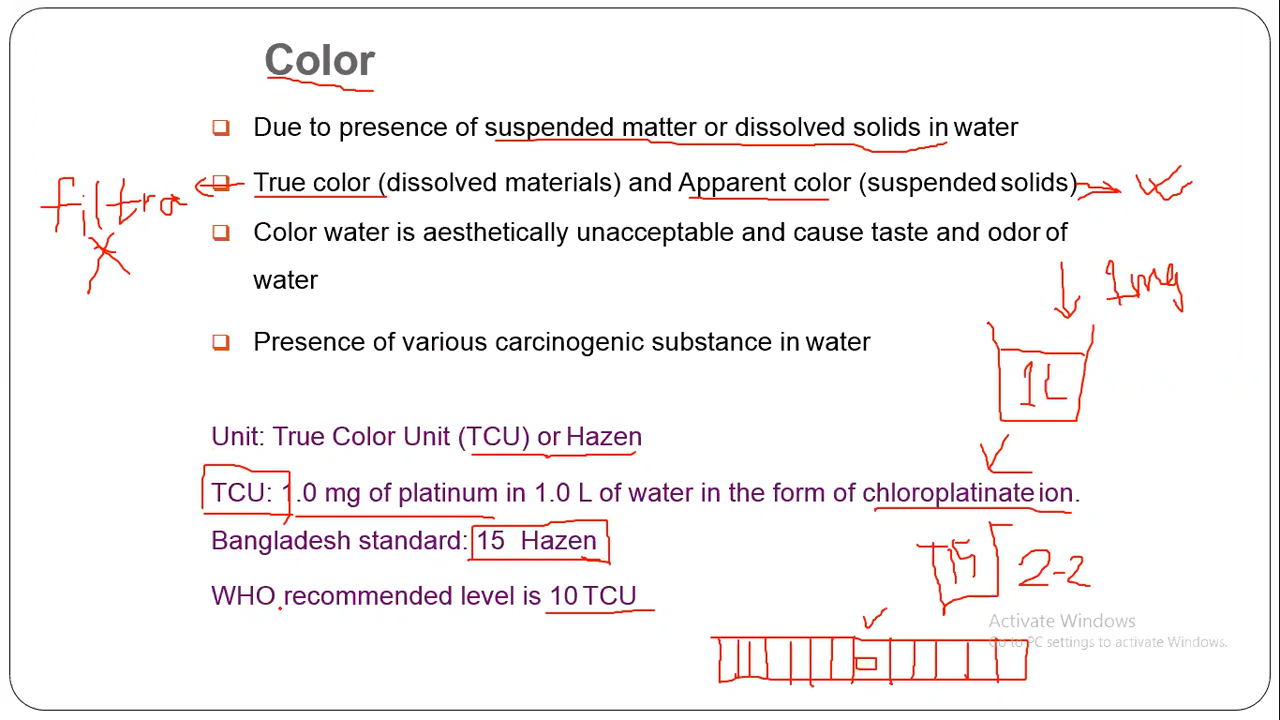 Color
Due to presence of suspended matter or dissolved solids in water
True color (dissolved materials) and Apparent color (suspended solids)
filtra
Color water is aesthetically unacceptable and cause taste and odor of
water
1mg
Presence of various carcinogenic substance in water
1L
Unit: True Color Unit (TCU) or Hazen
TCU: 1.0 mg of platinum in 1.0 L of water in the form of chloroplatinate ion.
Bangladesh standard: 15 Hazen
15
2-2
WHO recommended level is 10 TCU
Activate Windows
Go to PC settings to activate Windows.